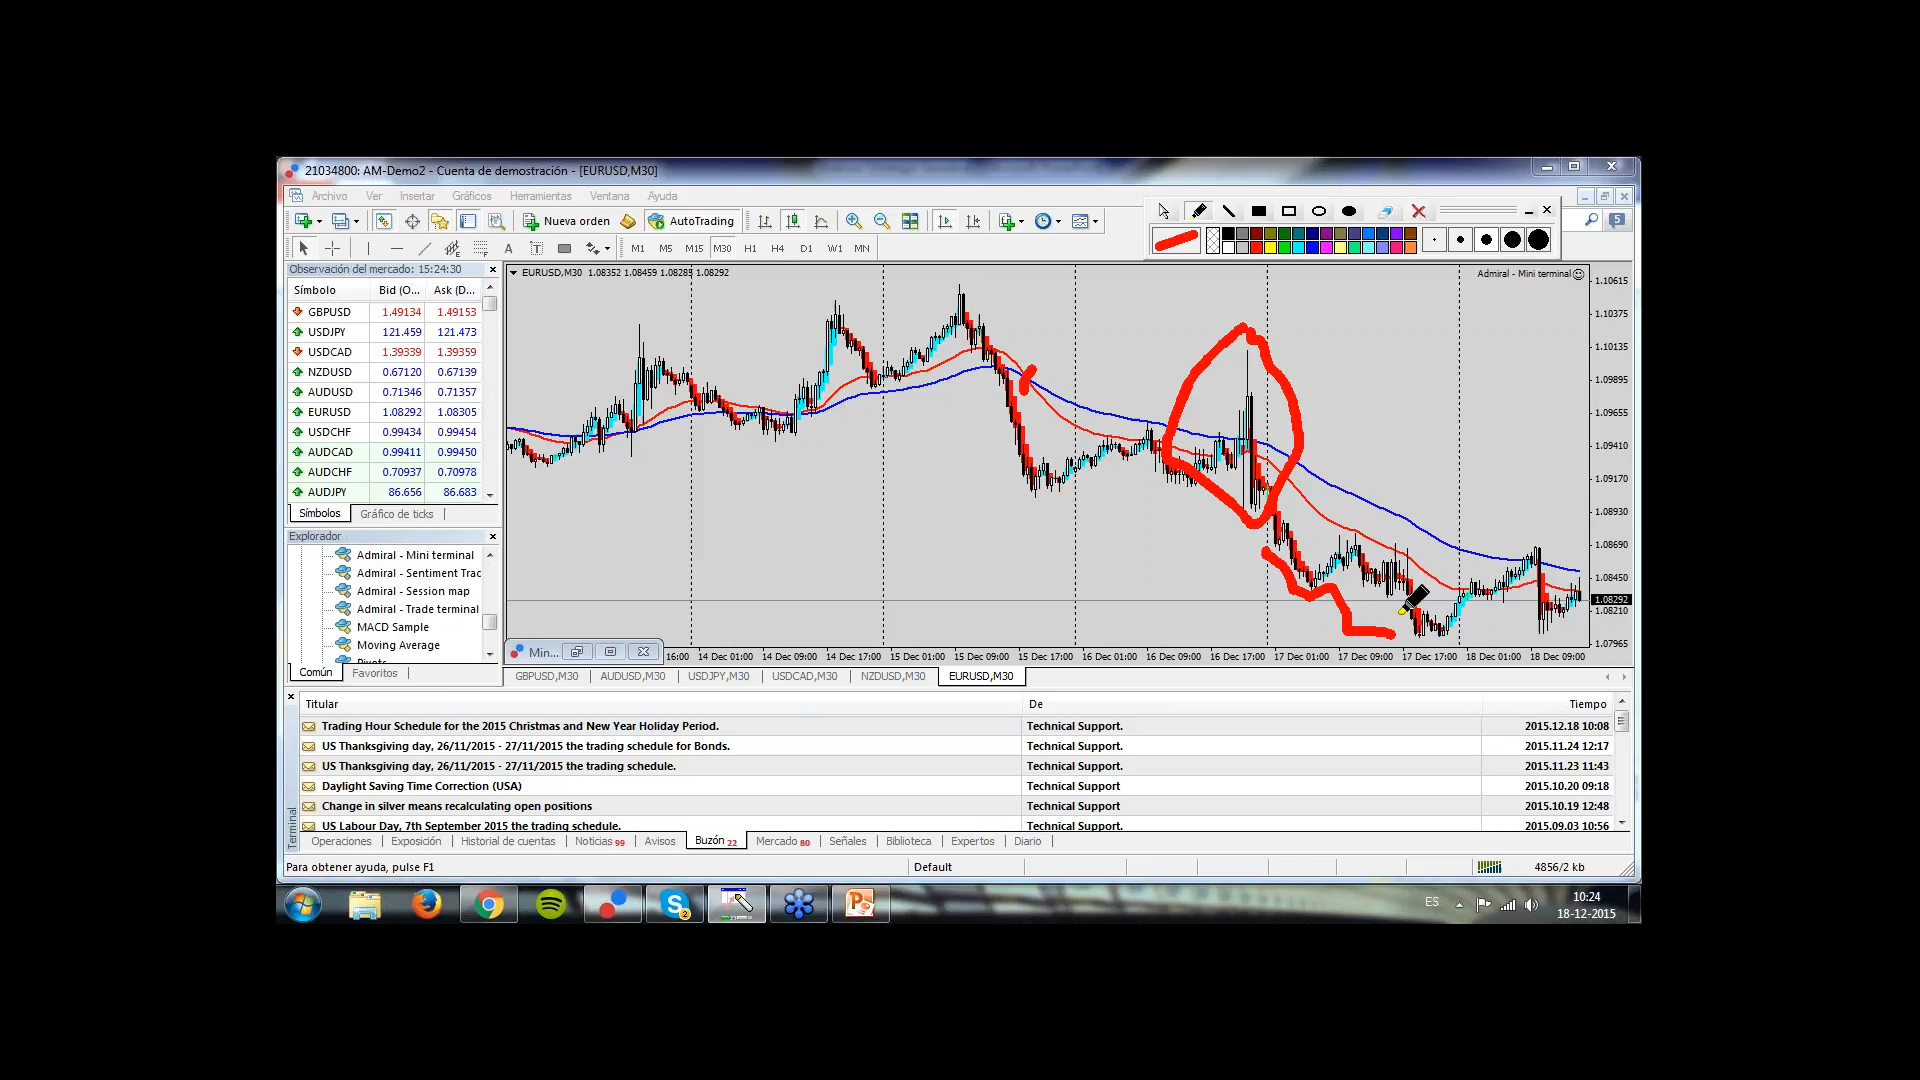 21034800: AM-Demo2 - Cuenta de demostración - [EURUSD,M30]
Archivo Ver Insertar Gráficos Herramientas Ventana Ayuda
Nueva orden AutoTrading 5
A T M1 M5 M15 M30 H1 H4 D1 W1 MN
Observación del mercado: 15:24:30
Símbolo Bid (O... Ask (D...
GBPUSD 1.49134 1.49153
USDJPY 121.459 121.473
USDCAD 1.39339 1.39359
NZDUSD 0.67120 0.67139
AUDUSD 0.71346 0.71357
EURUSD 1.08292 1.08305
USDCHF 0.99434 0.99454
AUDCAD 0.99411 0.99450
AUDCHF 0.70937 0.70978
AUDJPY 86.656 86.683
Símbolos Gráfico de ticks
Explorador
Admiral - Mini terminal
Admiral - Sentiment Trac
Admiral - Session map
Admiral - Trade terminal
MACD Sample
Moving Average
Común Favoritos
EURUSD,M30 1.08352 1.08459 1.08285 1.08292
Admiral - Mini terminal
1.10615
1.10375
1.10135
1.09895
1.09655
1.09410
1.09170
1.08930
1.08690
1.08450
1.08292
1.08210
1.07965
Min...
16:00 14 Dec 01:00 14 Dec 09:00 14 Dec 17:00 15 Dec 01:00 15 Dec 09:00 15 Dec 17:00 16 Dec 01:00 16 Dec 09:00 16 Dec 17:00 17 Dec 01:00 17 Dec 09:00 17 Dec 17:00 18 Dec 01:00 18 Dec 09:00
GBPUSD,M30 AUDUSD,M30 USDJPY,M30 USDCAD,M30 NZDUSD,M30 EURUSD,M30
Titular De Tiempo
Trading Hour Schedule for the 2015 Christmas and New Year Holiday Period. Technical Support. 2015.12.18 10:08
US Thanksgiving day, 26/11/2015 - 27/11/2015 the trading schedule for Bonds. Technical Support. 2015.11.24 12:17
US Thanksgiving day, 26/11/2015 - 27/11/2015 the trading schedule. Technical Support. 2015.11.23 11:43
Daylight Saving Time Correction (USA) Technical Support 2015.10.20 09:18
Change in silver means recalculating open positions Technical Support 2015.10.19 12:48
US Labour Day, 7th September 2015 the trading schedule. Technical Support. 2015.09.03 10:56
Terminal
Operaciones Exposición Historial de cuentas Noticias 99 Avisos Buzón 22 Mercado 80 Señales Biblioteca Expertos Diario
Para obtener ayuda, pulse F1 Default 4856/2 kb
ES 10:24
18-12-2015